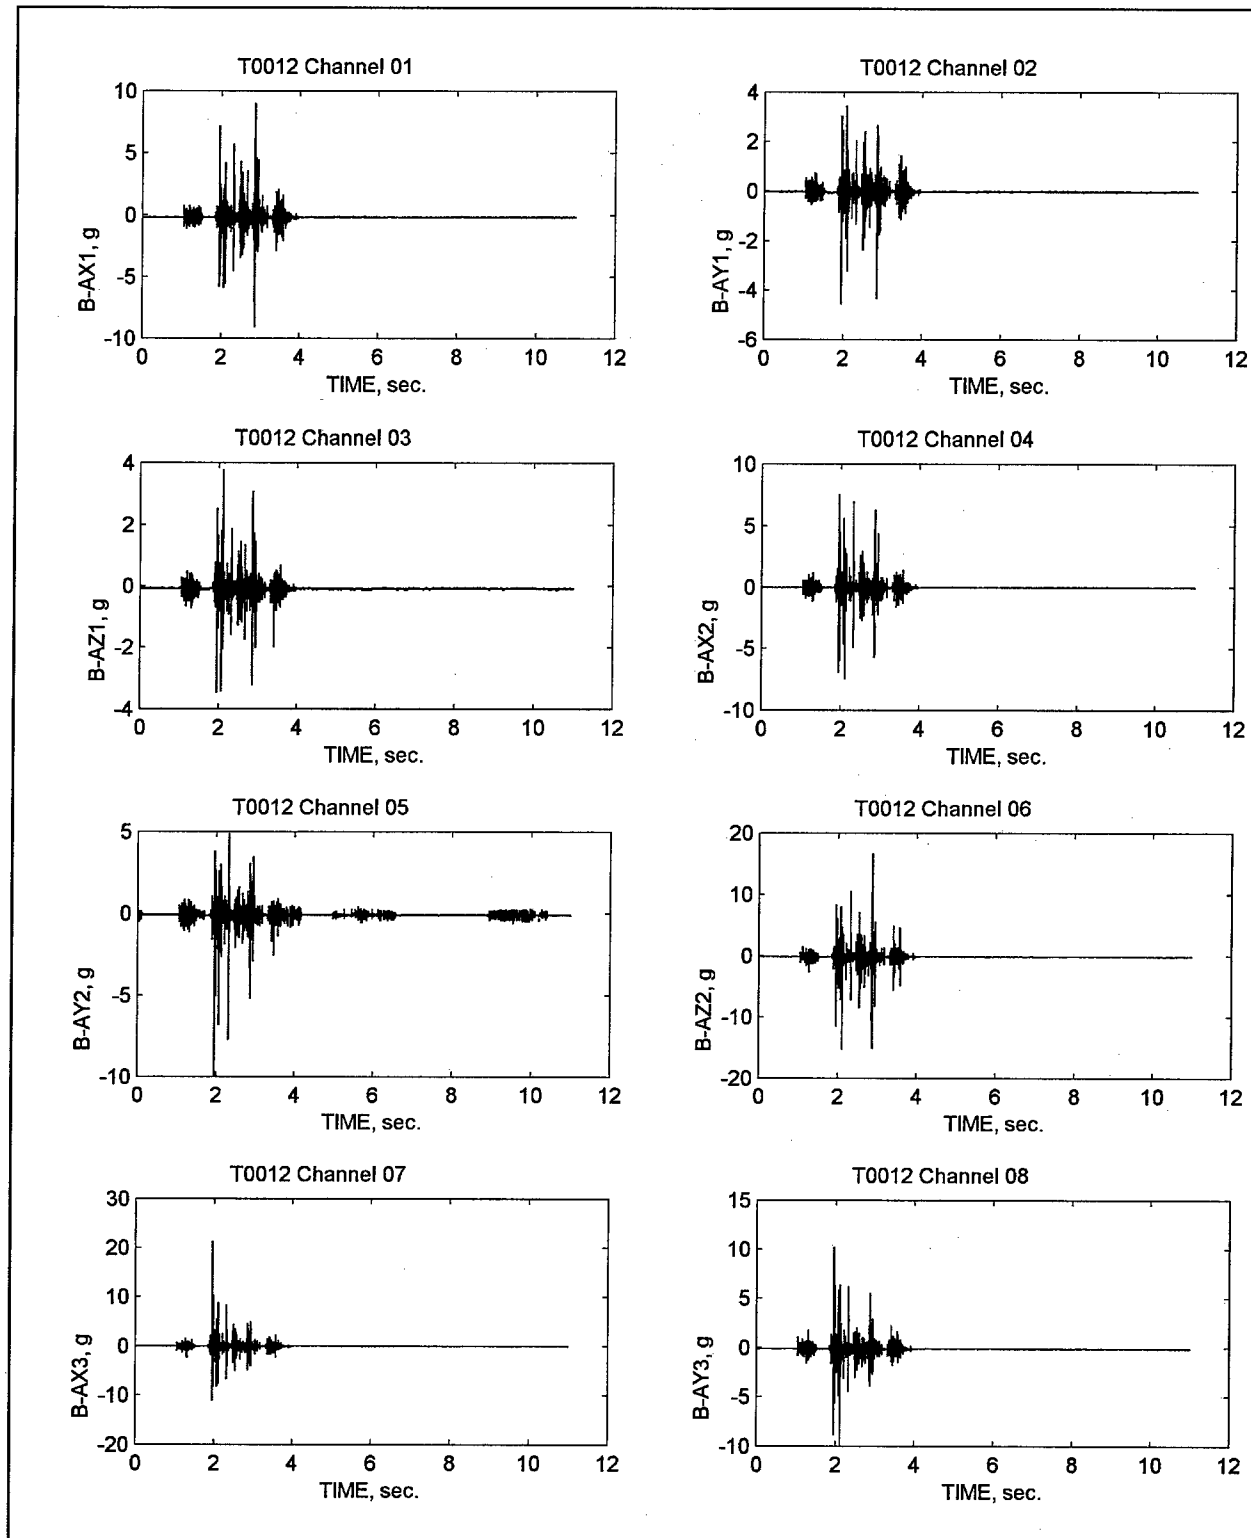 T0012 Channel 01
10
5
0
-5
-10
B-AX1, g
0 2 4 6 8 10 12
TIME, sec.
T0012 Channel 02
4
2
0
-2
-4
-6
B-AY1, g
0 2 4 6 8 10 12
TIME, sec.
T0012 Channel 03
4
2
0
-2
-4
B-AZ1, g
0 2 4 6 8 10 12
TIME, sec.
T0012 Channel 04
10
5
0
-5
-10
B-AX2, g
0 2 4 6 8 10 12
TIME, sec.
T0012 Channel 05
5
0
-5
-10
B-AY2, g
0 2 4 6 8 10 12
TIME, sec.
T0012 Channel 06
20
10
0
-10
-20
B-AZ2, g
0 2 4 6 8 10 12
TIME, sec.
T0012 Channel 07
30
20
10
0
-10
-20
B-AX3, g
0 2 4 6 8 10 12
TIME, sec.
T0012 Channel 08
15
10
5
0
-5
-10
B-AY3, g
0 2 4 6 8 10 12
TIME, sec.